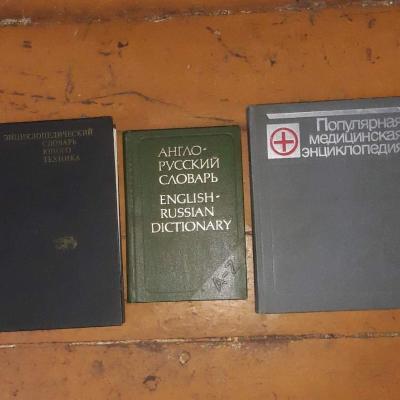 ЭНЦИКЛОПЕДИЧЕСКИЙ
СЛОВАРЬ ЮНОГО
ТЕХНИКА
АНГЛО-
РУССКИЙ
СЛОВАРЬ
ENGLISH-
RUSSIAN
DICTIONARY
A-Z
Популярная
медицинская
энциклопедия